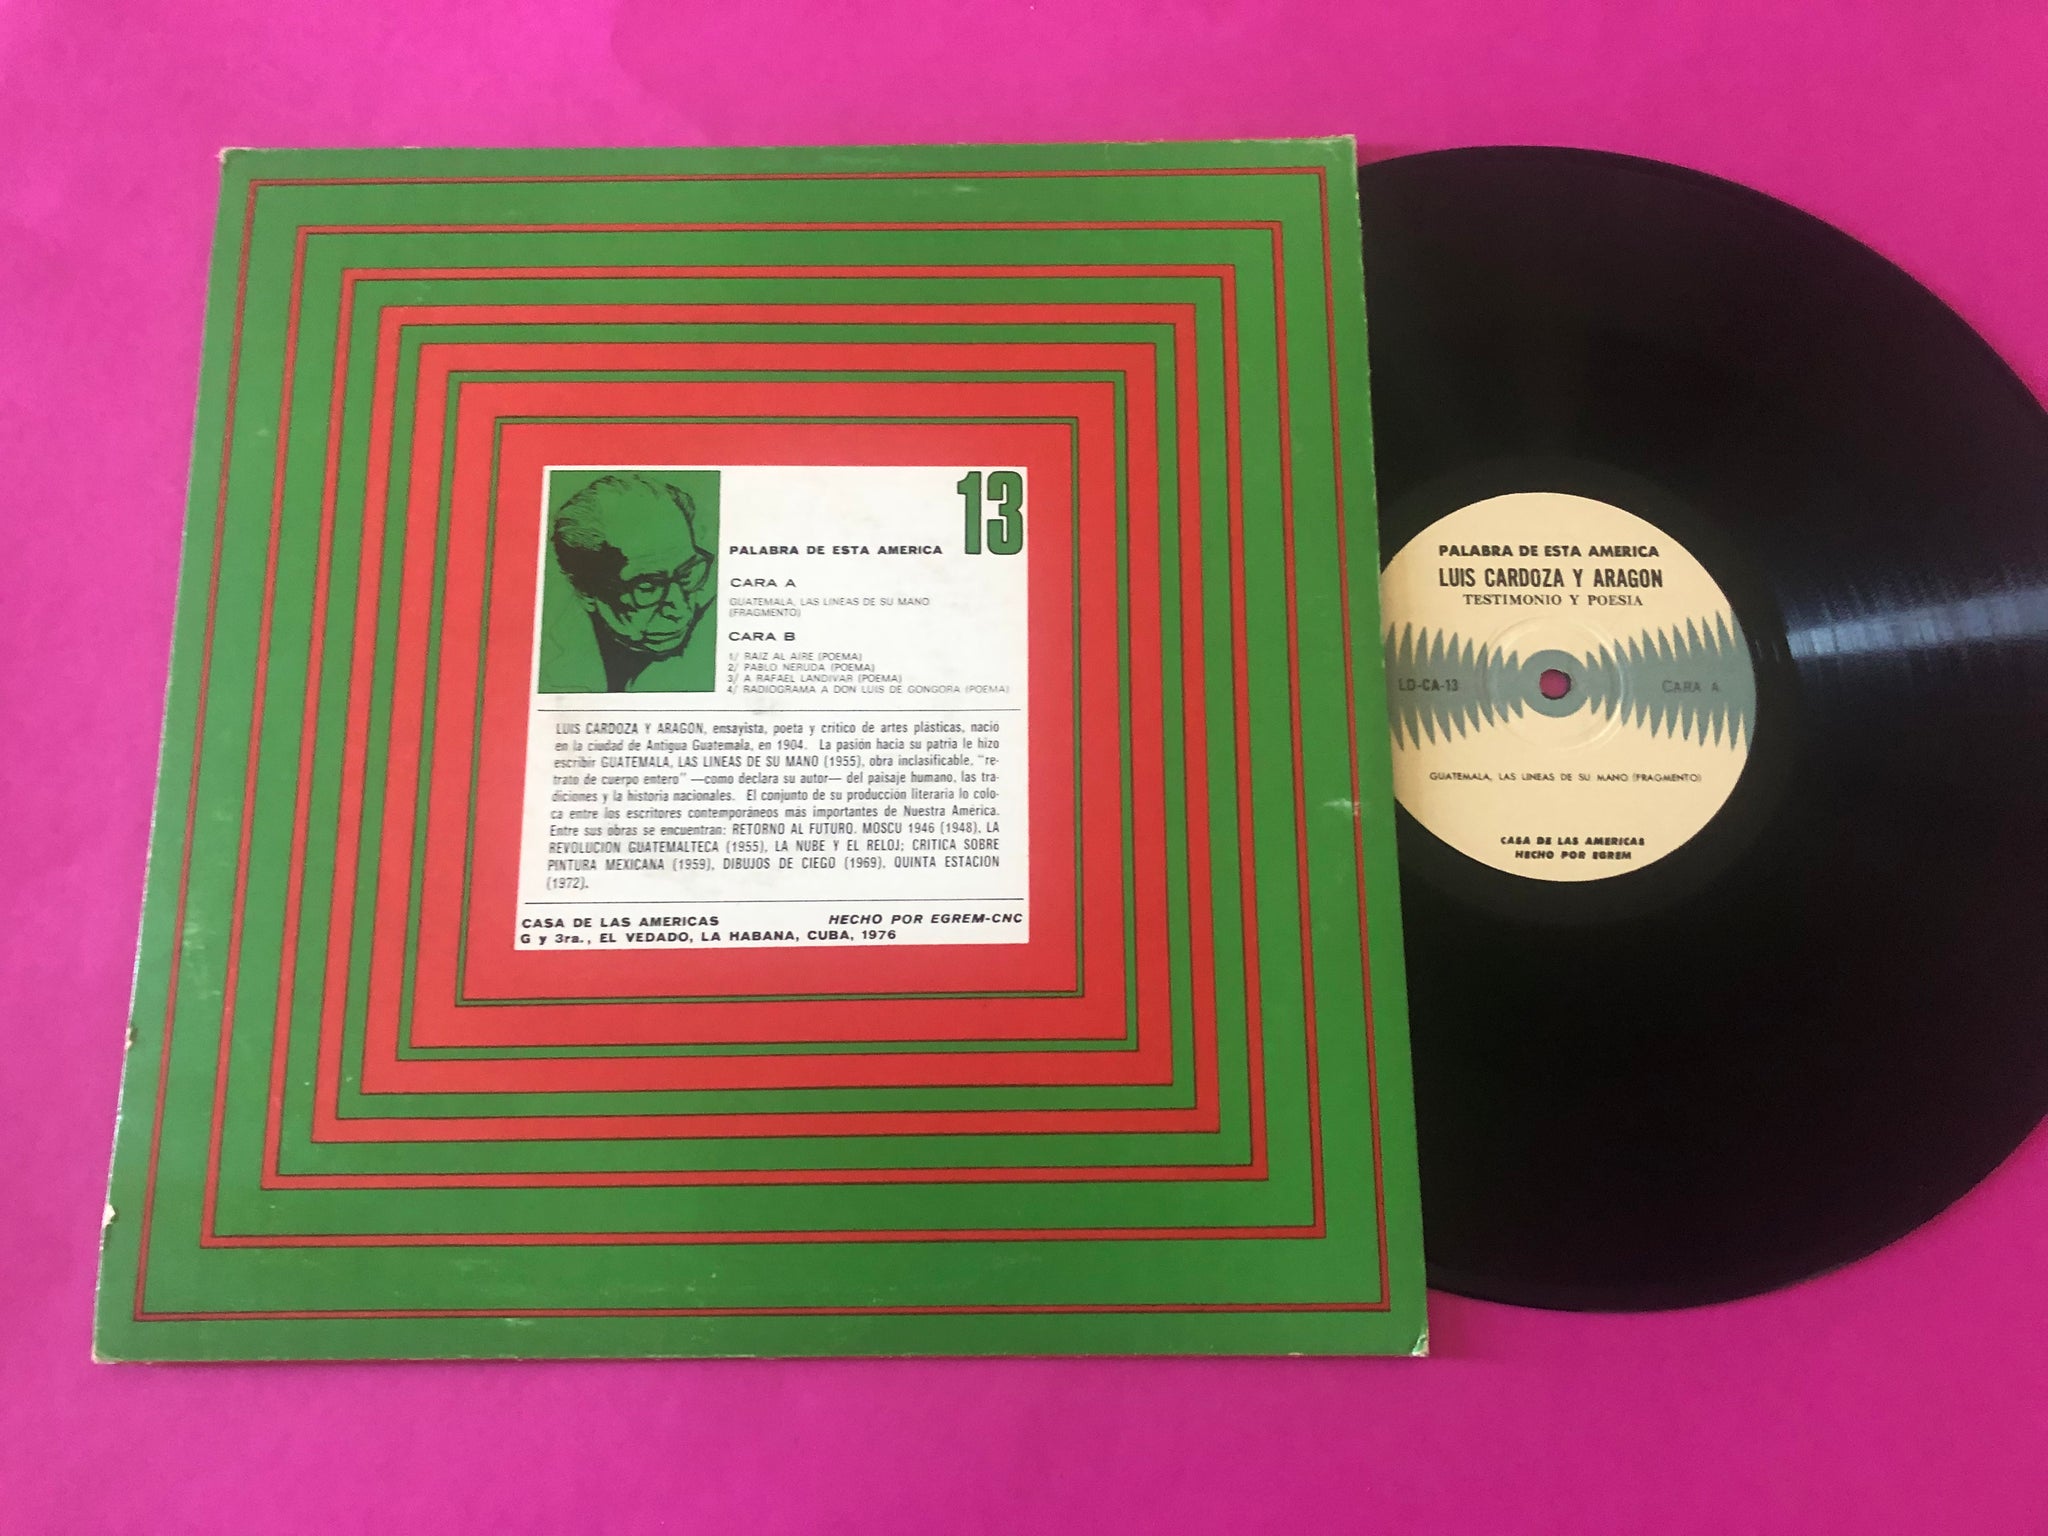 13
PALABRA DE ESTA AMERICA
CARA A
GUATEMALA, LAS LINEAS DE SU MANO
(FRAGMENTO)
CARA B
1/ RAIZ AL AIRE (POEMA)
2/ PABLO NERUDA (POEMA)
3/ A RAFAEL LANDIVAR (POEMA)
4/ RADIOGRAMA A DON LUIS DE GONGORA (POEMA)
LUIS CARDOZA Y ARAGON, ensayista, poeta y crítico de artes plásticas, nació
en la ciudad de Antigua Guatemala, en 1904. La pasión hacia su patria le hizo
escribir GUATEMALA, LAS LINEAS DE SU MANO (1955), obra inclasificable, "re-
trato de cuerpo entero" —como declara su autor— del paisaje humano, las tra-
diciones y la historia nacionales. El conjunto de su producción literaria lo colo-
ca entre los escritores contemporáneos más importantes de Nuestra América.
Entre sus obras se encuentran: RETORNO AL FUTURO. MOSCU 1946 (1948), LA
REVOLUCION GUATEMALTECA (1955), LA NUBE Y EL RELOJ; CRITICA SOBRE
PINTURA MEXICANA (1959), DIBUJOS DE CIEGO (1969), QUINTA ESTACION
(1972).
CASA DE LAS AMERICAS HECHO POR EGREM-CNC
G y 3ra., EL VEDADO, LA HABANA, CUBA, 1976
PALABRA DE ESTA AMERICA
LUIS CARDOZA Y ARAGON
TESTIMONIO Y POESIA
LD-CA-13 CARA A
GUATEMALA, LAS LINEAS DE SU MANO (FRAGMENTO)
CASA DE LAS AMERICAS
HECHO POR EGREM